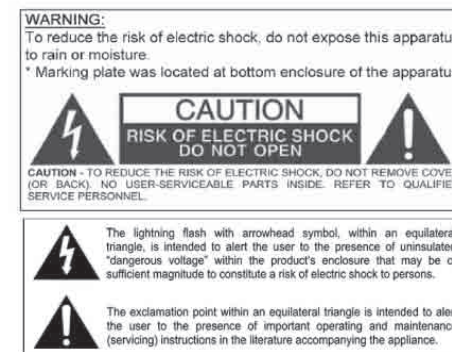 WARNING:
To reduce the risk of electric shock, do not expose this apparatu
to rain or moisture.
* Marking plate was located at bottom enclosure of the apparatu
CAUTION
RISK OF ELECTRIC SHOCK
DO NOT OPEN
CAUTION - TO REDUCE THE RISK OF ELECTRIC SHOCK, DO NOT REMOVE COVE
(OR BACK). NO USER-SERVICEABLE PARTS INSIDE. REFER TO QUALIFIE
SERVICE PERSONNEL.
The lightning flash with arrowhead symbol, within an equilatera
triangle, is intended to alert the user to the presence of uninsulate
"dangerous voltage" within the product's enclosure that may be o
sufficient magnitude to constitute a risk of electric shock to persons.
The exclamation point within an equilateral triangle is intended to aler
the user to the presence of important operating and maintenanc
(servicing) instructions in the literature accompanying the appliance.